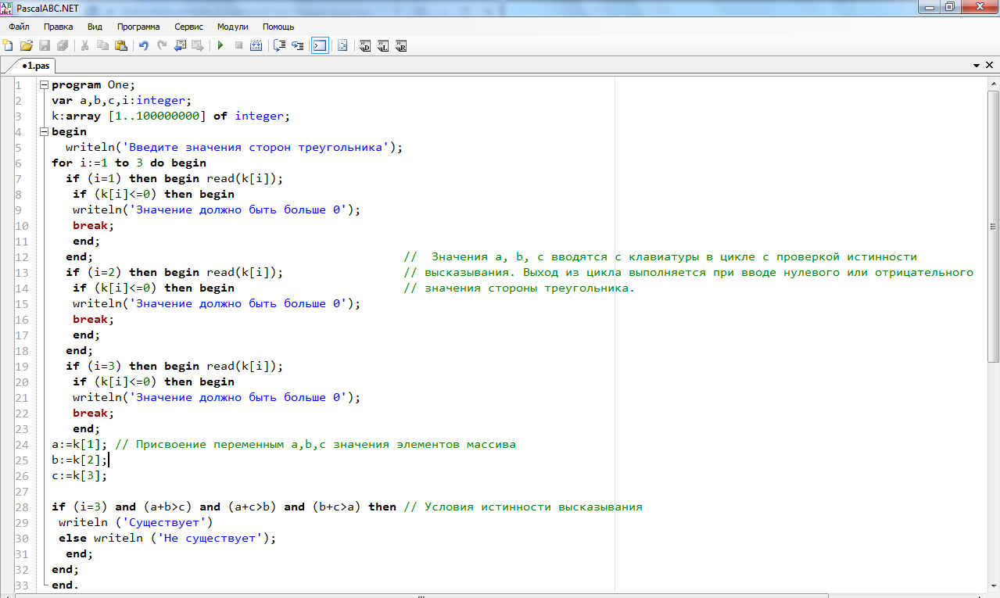 PascalABC.NET
Файл Правка Вид Программа Сервис Модули Помощь
•1.pas
1 program One;
2 var a,b,c,i:integer;
3 k:array [1..100000000] of integer;
4 begin
5 writeln('Введите значения сторон треугольника');
6 for i:=1 to 3 do begin
7 if (i=1) then begin read(k[i]);
8 if (k[i]<=0) then begin
9 writeln('Значение должно быть больше 0');
10 break;
11 end;
12 end; // Значения a, b, c вводятся с клавиатуры в цикле с проверкой истинности
13 if (i=2) then begin read(k[i]); // высказывания. Выход из цикла выполняется при вводе нулевого или отрицательного
14 if (k[i]<=0) then begin // значения стороны треугольника.
15 writeln('Значение должно быть больше 0');
16 break;
17 end;
18 end;
19 if (i=3) then begin read(k[i]);
20 if (k[i]<=0) then begin
21 writeln('Значение должно быть больше 0');
22 break;
23 end;
24 a:=k[1]; // Присвоение переменным a,b,c значения элементов массива
25 b:=k[2];
26 c:=k[3];
27
28 if (i=3) and (a+b>c) and (a+c>b) and (b+c>a) then // Условия истинности высказывания
29 writeln ('Существует')
30 else writeln ('Не существует');
31 end;
32 end;
33 end.